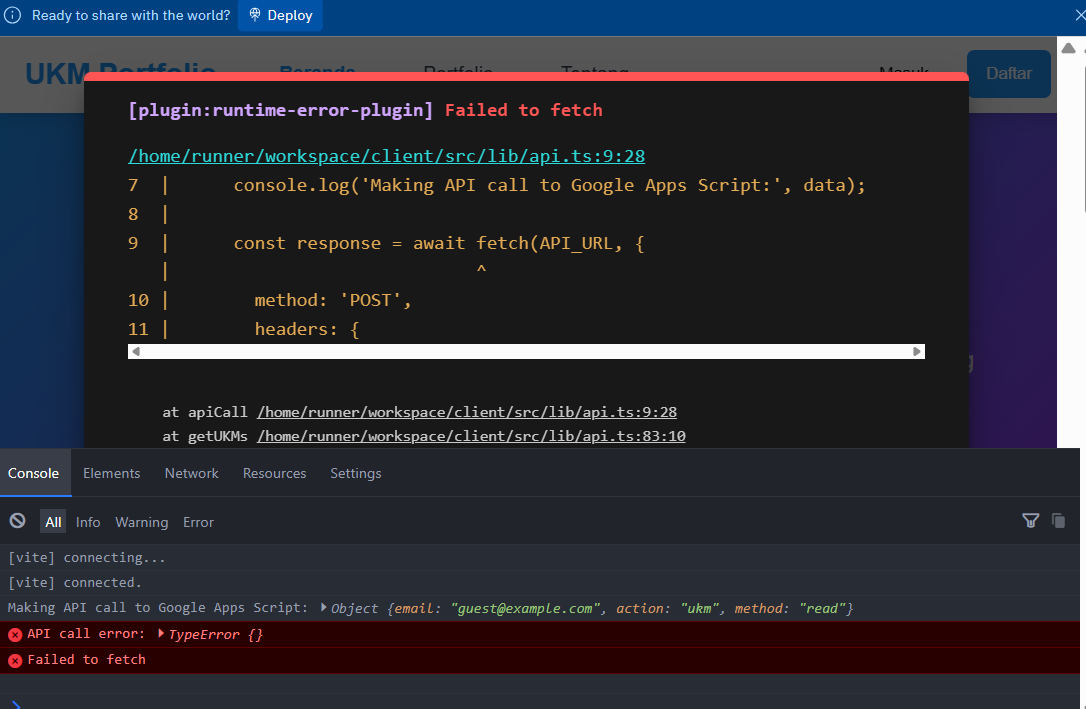 Ready to share with the world? Deploy
UKM Portfolio Beranda Portfolio Tentang Masuk Daftar
[plugin:runtime-error-plugin] Failed to fetch
/home/runner/workspace/client/src/lib/api.ts:9:28
7 | console.log('Making API call to Google Apps Script:', data);
8 |
9 | const response = await fetch(API_URL, {
| ^
10 | method: 'POST',
11 | headers: {
at apiCall /home/runner/workspace/client/src/lib/api.ts:9:28
at getUKMs /home/runner/workspace/client/src/lib/api.ts:83:10
Console Elements Network Resources Settings
All Info Warning Error
[vite] connecting...
[vite] connected.
Making API call to Google Apps Script: Object {email: "guest@example.com", action: "ukm", method: "read"}
API call error: TypeError {}
Failed to fetch